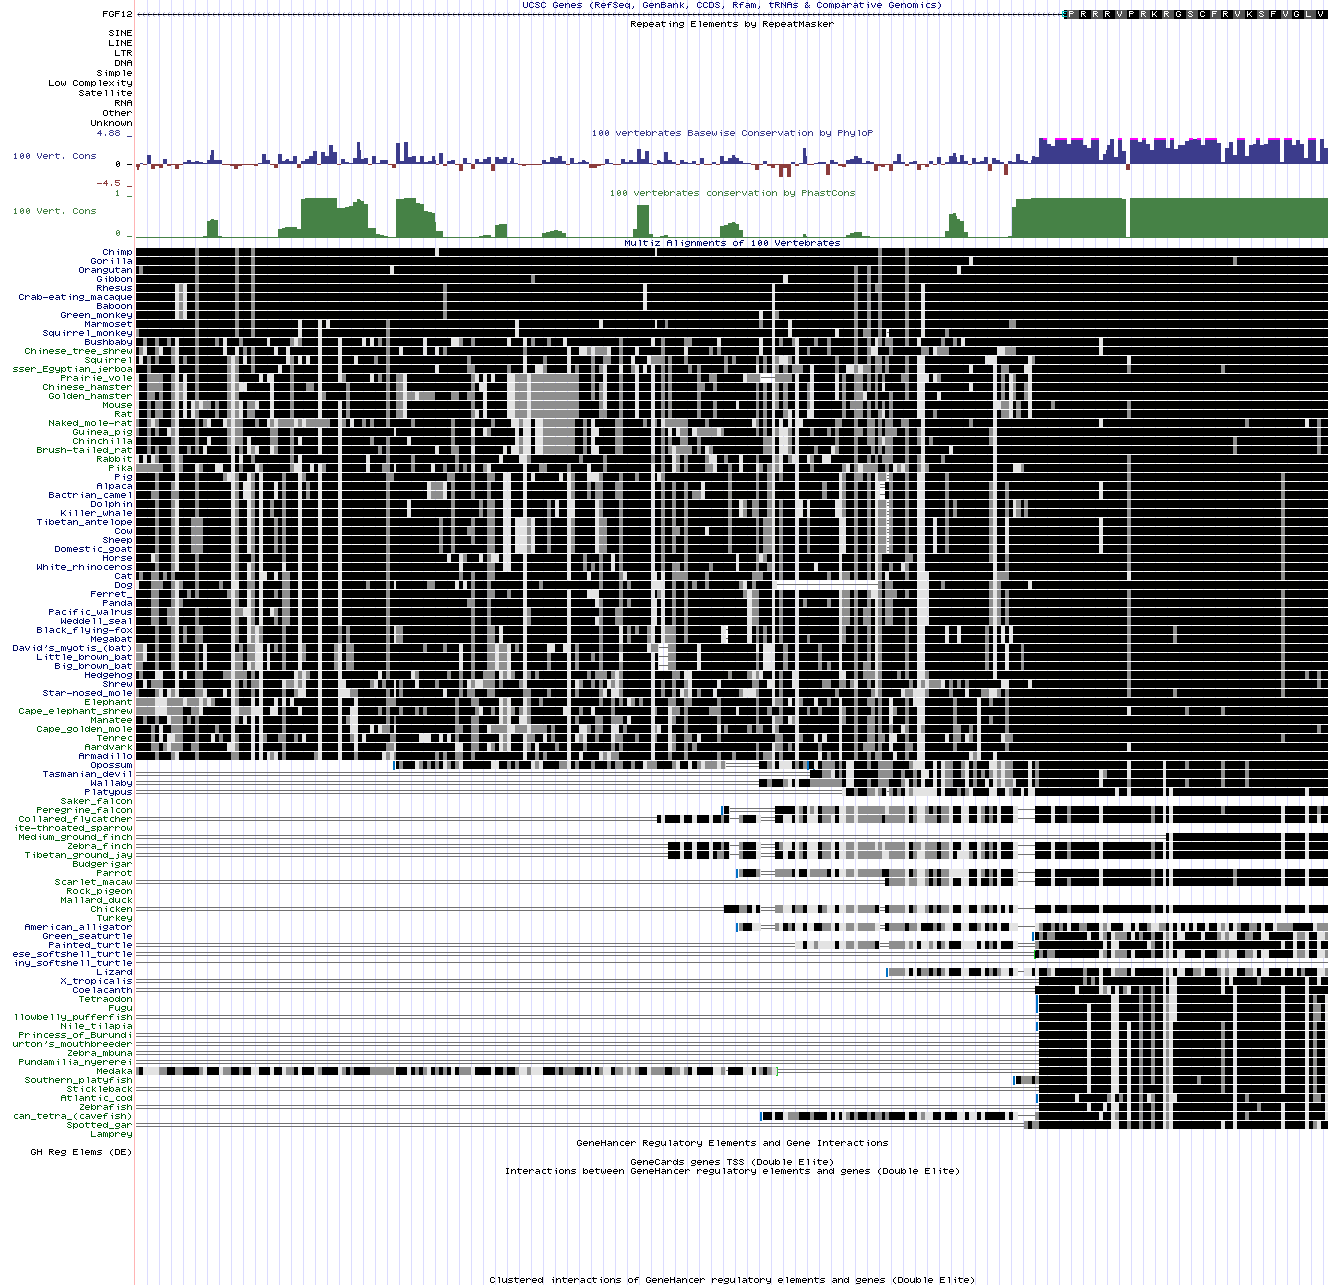 UCSC Genes (RefSeq, GenBank, CCDS, Rfam, tRNAs & Comparative Genomics)
FGF12
P R R R V P R K R G S C F R V K S F V G L V
Repeating Elements by RepeatMasker
SINE
LINE
LTR
DNA
Simple
Low Complexity
Satellite
RNA
Other
Unknown
4.88 _
100 vertebrates Basewise Conservation by PhyloP
100 Vert. Cons
0 _
-4.5 _
100 vertebrates conservation by PhastCons
1 _
100 Vert. Cons
0 _
Multiz Alignments of 100 Vertebrates
Chimp
Gorilla
Orangutan
Gibbon
Rhesus
Crab-eating_macaque
Baboon
Green_monkey
Marmoset
Squirrel_monkey
Bushbaby
Chinese_tree_shrew
Squirrel
sser_Egyptian_jerboa
Prairie_vole
Chinese_hamster
Golden_hamster
Mouse
Rat
Naked_mole-rat
Guinea_pig
Chinchilla
Brush-tailed_rat
Rabbit
Pika
Pig
Alpaca
Bactrian_camel
Dolphin
Killer_whale
Tibetan_antelope
Cow
Sheep
Domestic_goat
Horse
White_rhinoceros
Cat
Dog
Ferret_
Panda
Pacific_walrus
Weddell_seal
Black_flying-fox
Megabat
David's_myotis_(bat)
Little_brown_bat
Big_brown_bat
Hedgehog
Shrew
Star-nosed_mole
Elephant
Cape_elephant_shrew
Manatee
Cape_golden_mole
Tenrec
Aardvark
Armadillo
Opossum
Tasmanian_devil
Wallaby
Platypus
Saker_falcon
Peregrine_falcon
Collared_flycatcher
ite-throated_sparrow
Medium_ground_finch
Zebra_finch
Tibetan_ground_jay
Budgerigar
Parrot
Scarlet_macaw
Rock_pigeon
Mallard_duck
Chicken
Turkey
American_alligator
Green_seaturtle
Painted_turtle
ese_softshell_turtle
iny_softshell_turtle
Lizard
X_tropicalis
Coelacanth
Tetraodon
Fugu
llowbelly_pufferfish
Nile_tilapia
Princess_of_Burundi
urton's_mouthbreeder
Zebra_mbuna
Pundamilia_nyererei
Medaka
Southern_platyfish
Stickleback
Atlantic_cod
Zebrafish
can_tetra_(cavefish)
Spotted_gar
Lamprey
GeneHancer Regulatory Elements and Gene Interactions
GH Reg Elems (DE)
GeneCards genes TSS (Double Elite)
Interactions between GeneHancer regulatory elements and genes (Double Elite)
Clustered interactions of GeneHancer regulatory elements and genes (Double Elite)